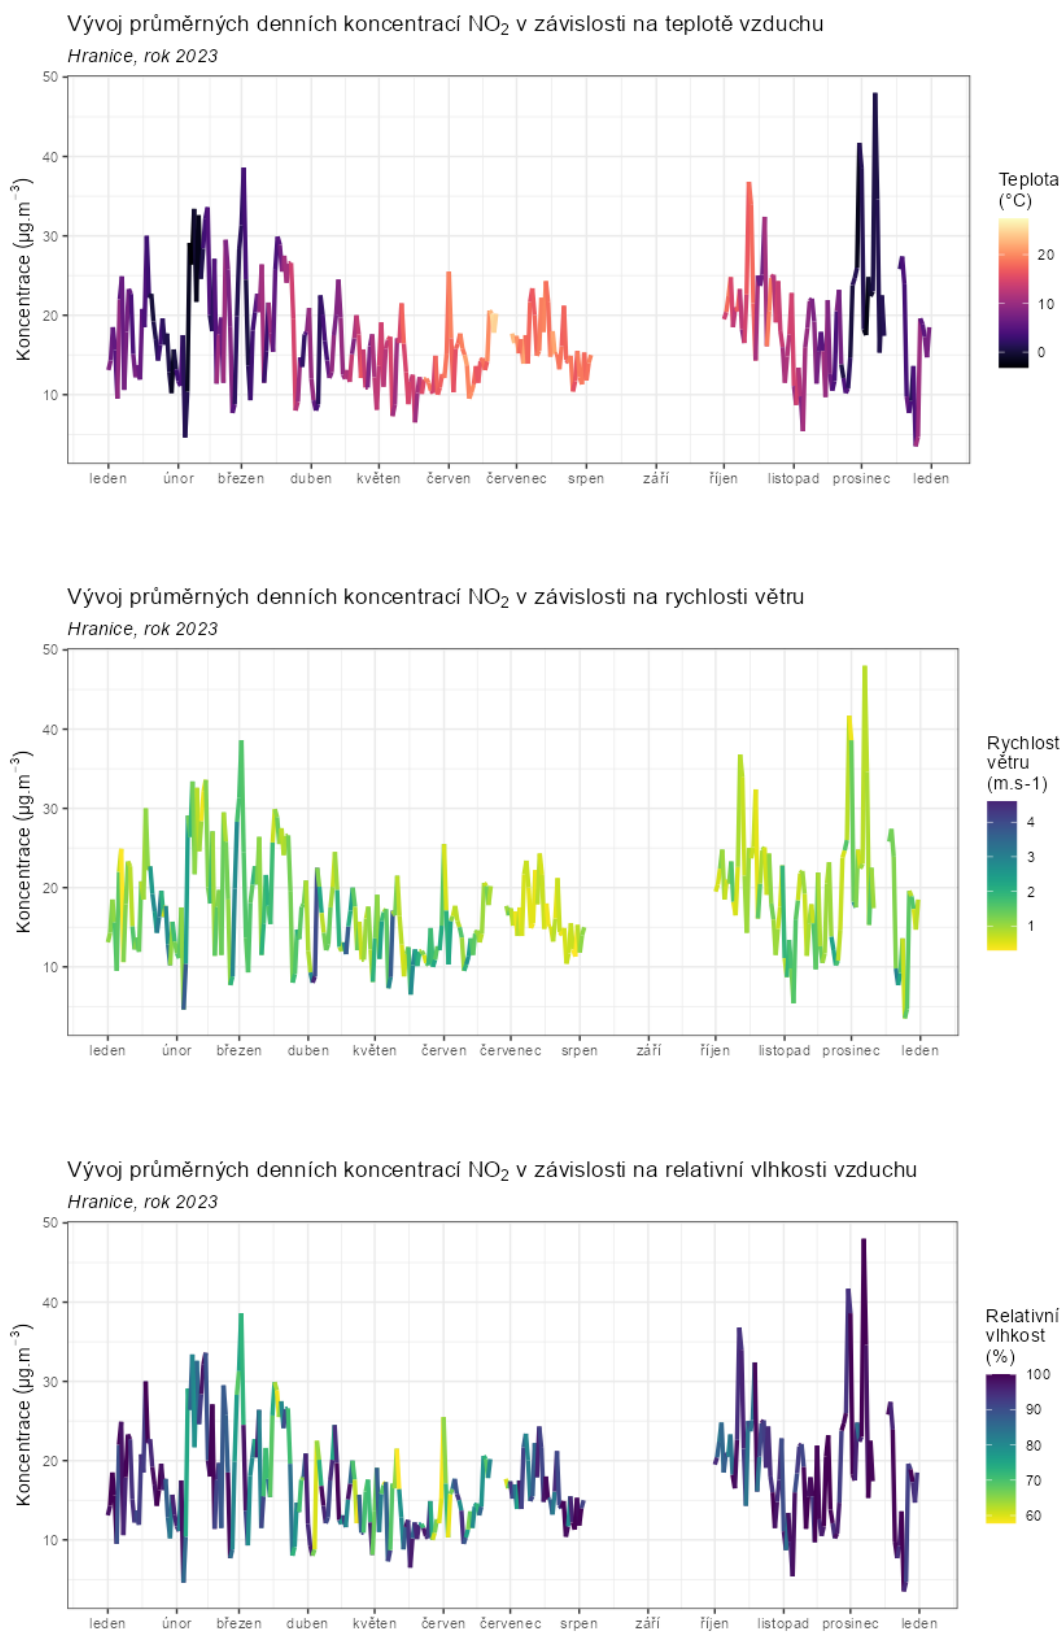 Vývoj průměrných denních koncentrací NO₂ v závislosti na teplotě vzduchu
Hranice, rok 2023
Koncentrace (µg.m⁻³)
50
40
30
20
10
leden únor březen duben květen červen červenec srpen září říjen listopad prosinec leden
Teplota
(°C)
20
10
0
Vývoj průměrných denních koncentrací NO₂ v závislosti na rychlosti větru
Hranice, rok 2023
Koncentrace (µg.m⁻³)
50
40
30
20
10
leden únor březen duben květen červen červenec srpen září říjen listopad prosinec leden
Rychlost
větru
(m.s-1)
4
3
2
1
Vývoj průměrných denních koncentrací NO₂ v závislosti na relativní vlhkosti vzduchu
Hranice, rok 2023
Koncentrace (µg.m⁻³)
50
40
30
20
10
leden únor březen duben květen červen červenec srpen září říjen listopad prosinec leden
Relativní
vlhkost
(%)
100
90
80
70
60